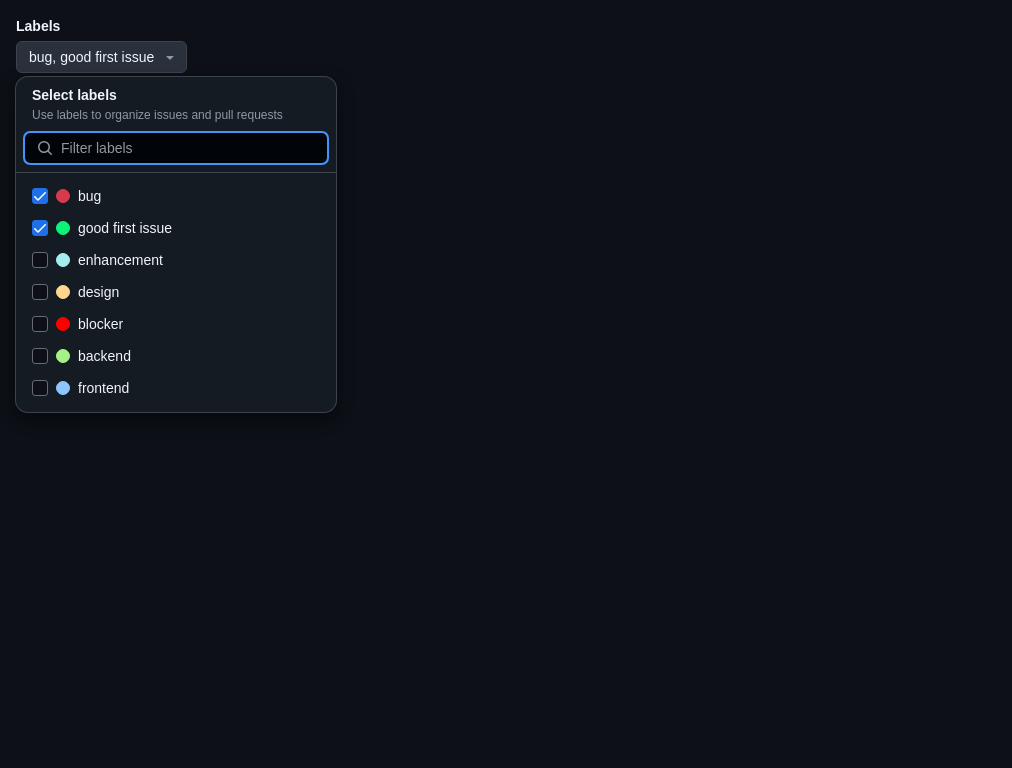 Labels
bug, good first issue
Select labels
Use labels to organize issues and pull requests
Filter labels
bug
good first issue
enhancement
design
blocker
backend
frontend